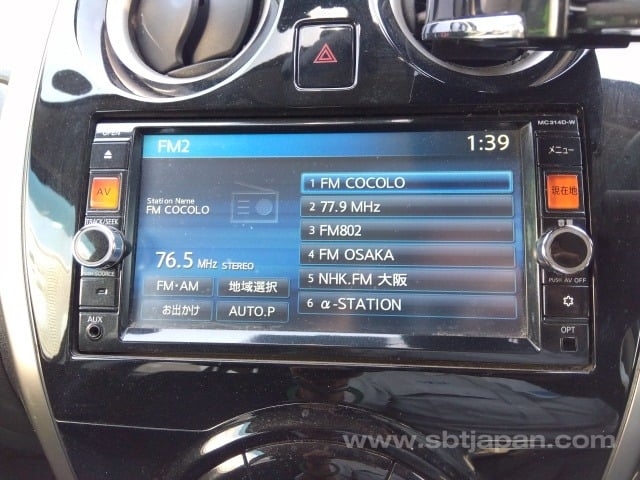 OPEN
MC314D-W
FM2
1:39
メニュー
AV
現在地
Station Name
FM COCOLO
TRACK/SEEK
76.5 MHz STEREO
FM・AM 地域選択
お出かけ AUTO.P
1 FM COCOLO
2 77.9 MHz
3 FM802
4 FM OSAKA
5 NHK.FM 大阪
6 α-STATION
PUSH SOURCE
PUSH AV OFF
AUX
OPT
www.sbtjapan.com